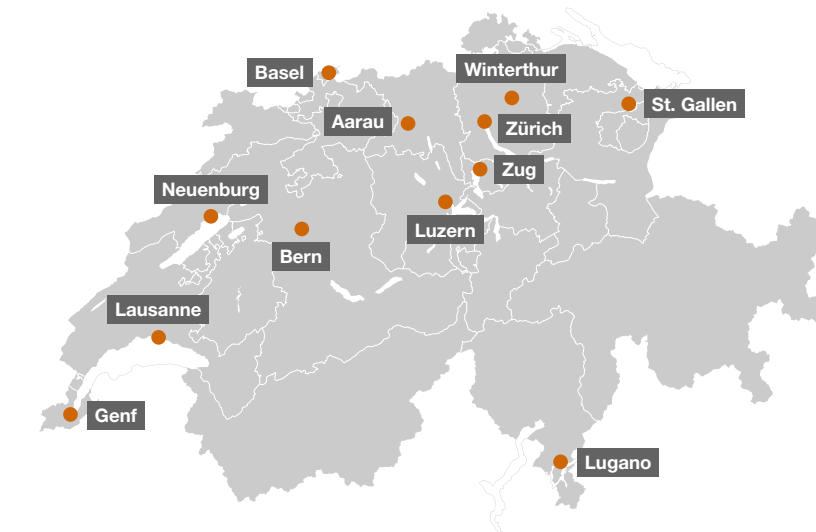 Basel
Winterthur
St. Gallen
Aarau
Zürich
Zug
Neuenburg
Luzern
Bern
Lausanne
Genf
Lugano